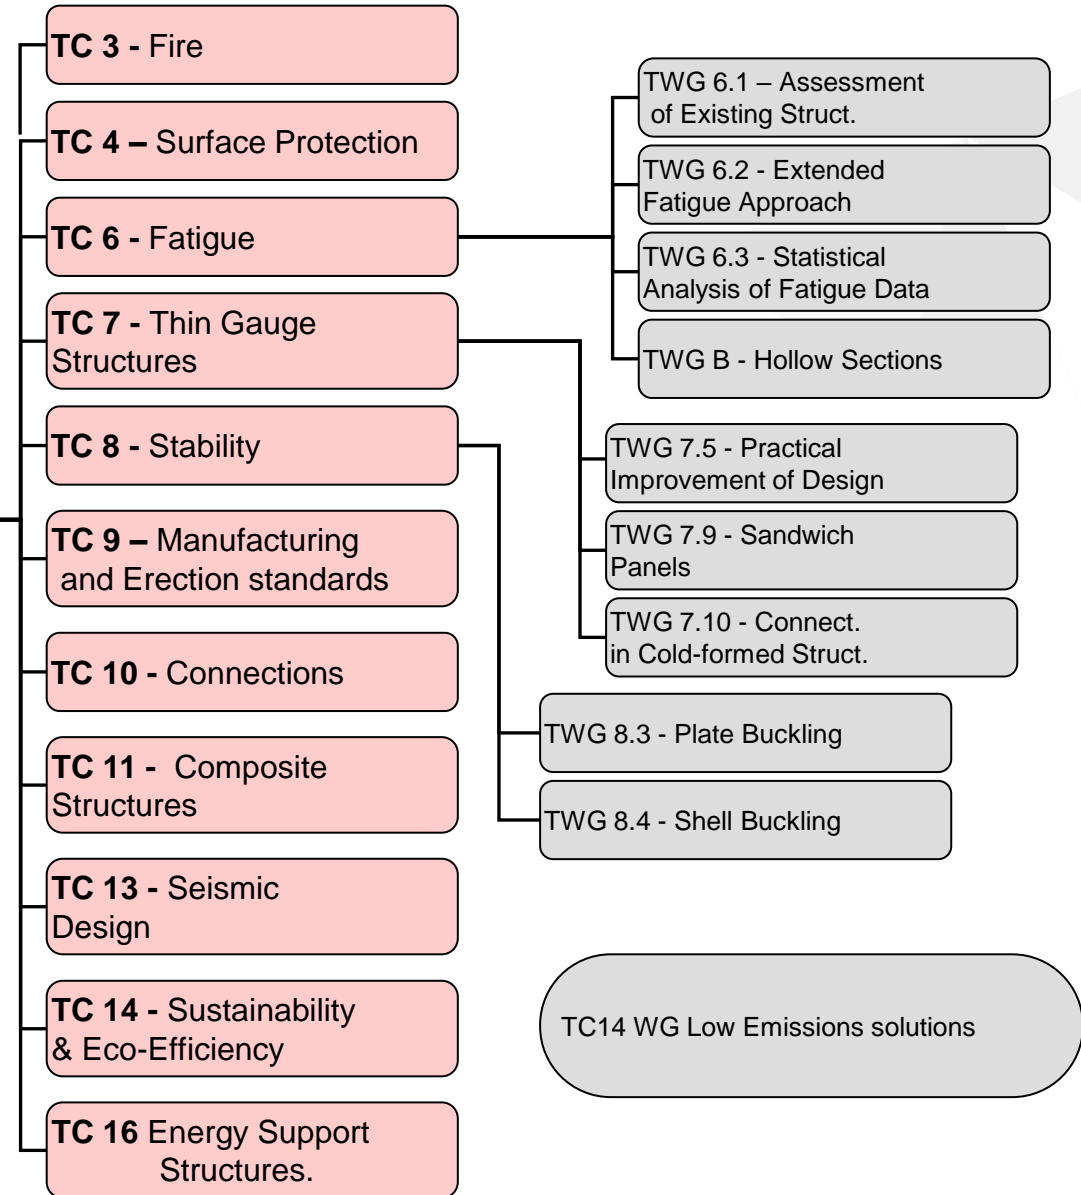 TC 3 - Fire
TC 4 – Surface Protection
TC 6 - Fatigue
TC 7 - Thin Gauge
Structures
TC 8 - Stability
TC 9 – Manufacturing
and Erection standards
TC 10 - Connections
TC 11 -  Composite
Structures
TC 13 - Seismic
Design
TC 14 - Sustainability
& Eco-Efficiency
TC 16 Energy Support
Structures.
TWG 6.1 – Assessment
of Existing Struct.
TWG 6.2 - Extended
Fatigue Approach
TWG 6.3 - Statistical
Analysis of Fatigue Data
TWG B - Hollow Sections
TWG 7.5 - Practical
Improvement of Design
TWG 7.9 - Sandwich
Panels
TWG 7.10 - Connect.
in Cold-formed Struct.
TWG 8.3 - Plate Buckling
TWG 8.4 - Shell Buckling
TC14 WG Low Emissions solutions